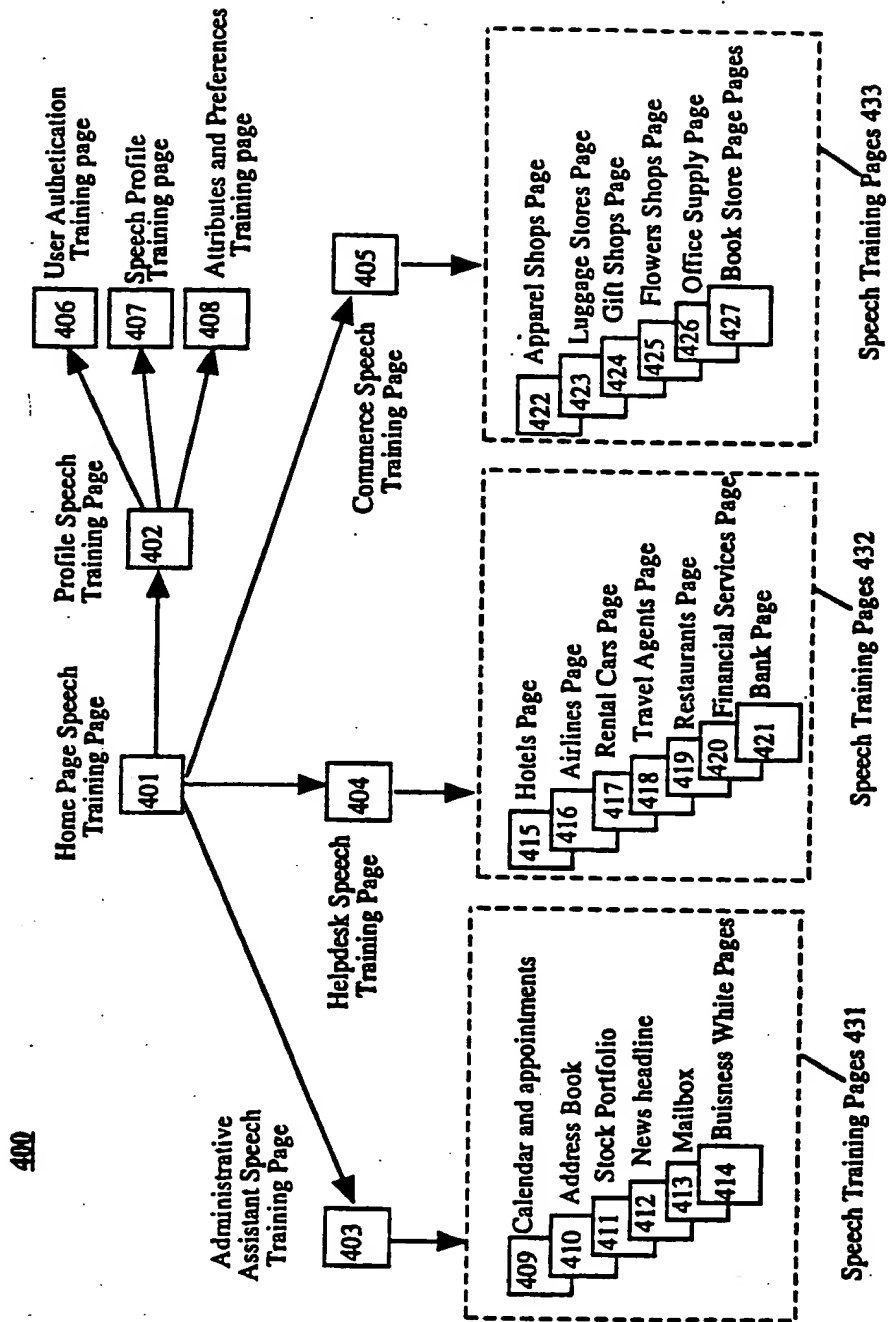 400
Home Page Speech
Training Page
401
Profile Speech
Training Page
402
User Authetication
Training page
406
Speech Profile
Training page
407
Attributes and Preferences
Training page
408
Administrative
Assistant Speech
Training Page
403
Helpdesk Speech
Training Page
404
Commerce Speech
Training Page
405
409 Calendar and appointments
410 Address Book
411 Stock Portfolio
412 News headline
413 Mailbox
414 Buisness White Pages
Speech Training Pages 431
415 Hotels Page
416 Airlines Page
417 Rental Cars Page
418 Travel Agents Page
419 Restaurants Page
420 Financial Services Page
421 Bank Page
Speech Training Pages 432
422 Apparel Shops Page
423 Luggage Stores Page
424 Gift Shops Page
425 Flowers Shops Page
426 Office Supply Page
427 Book Store Page Pages
Speech Training Pages 433